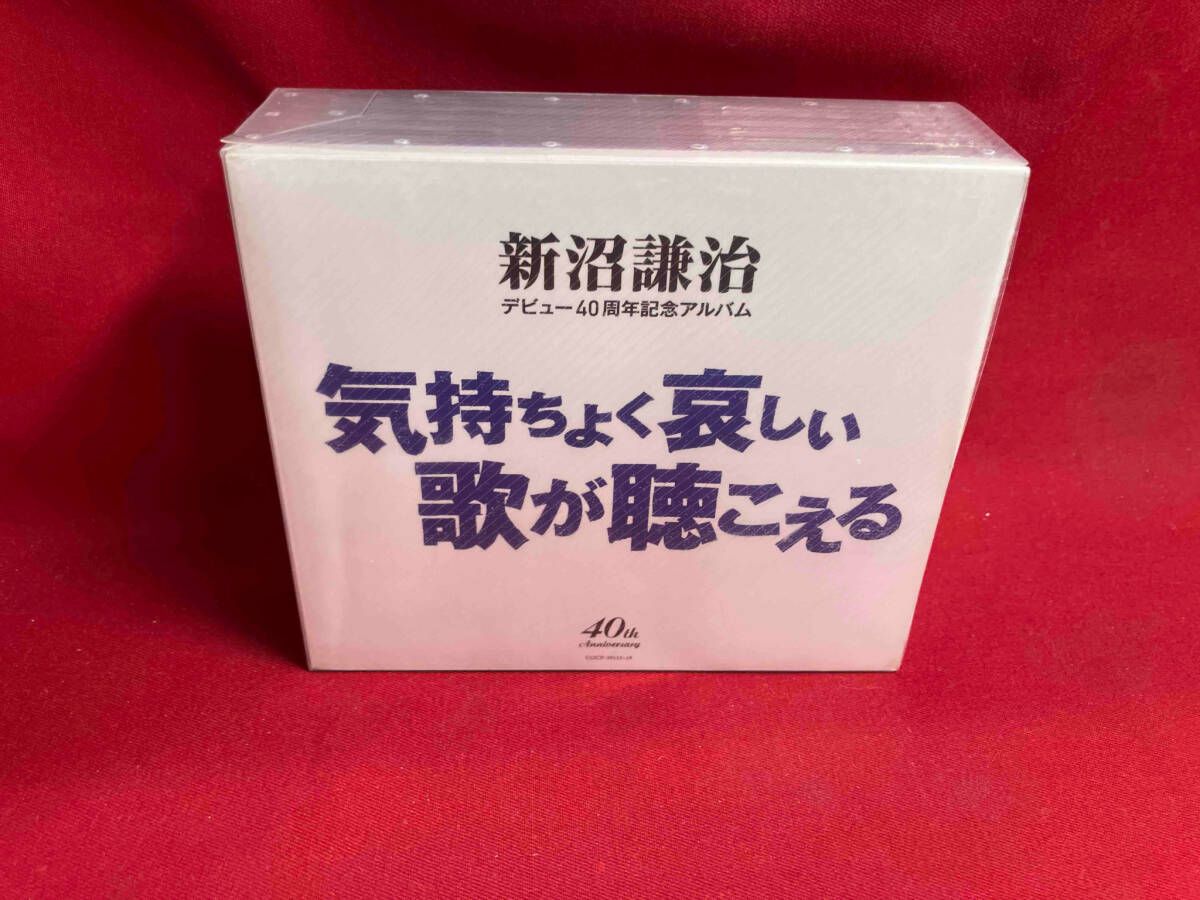 新沼謙治
デビュー40周年記念アルバム
気持ちよく哀しい
歌が聴こえる
40th
Anniversary